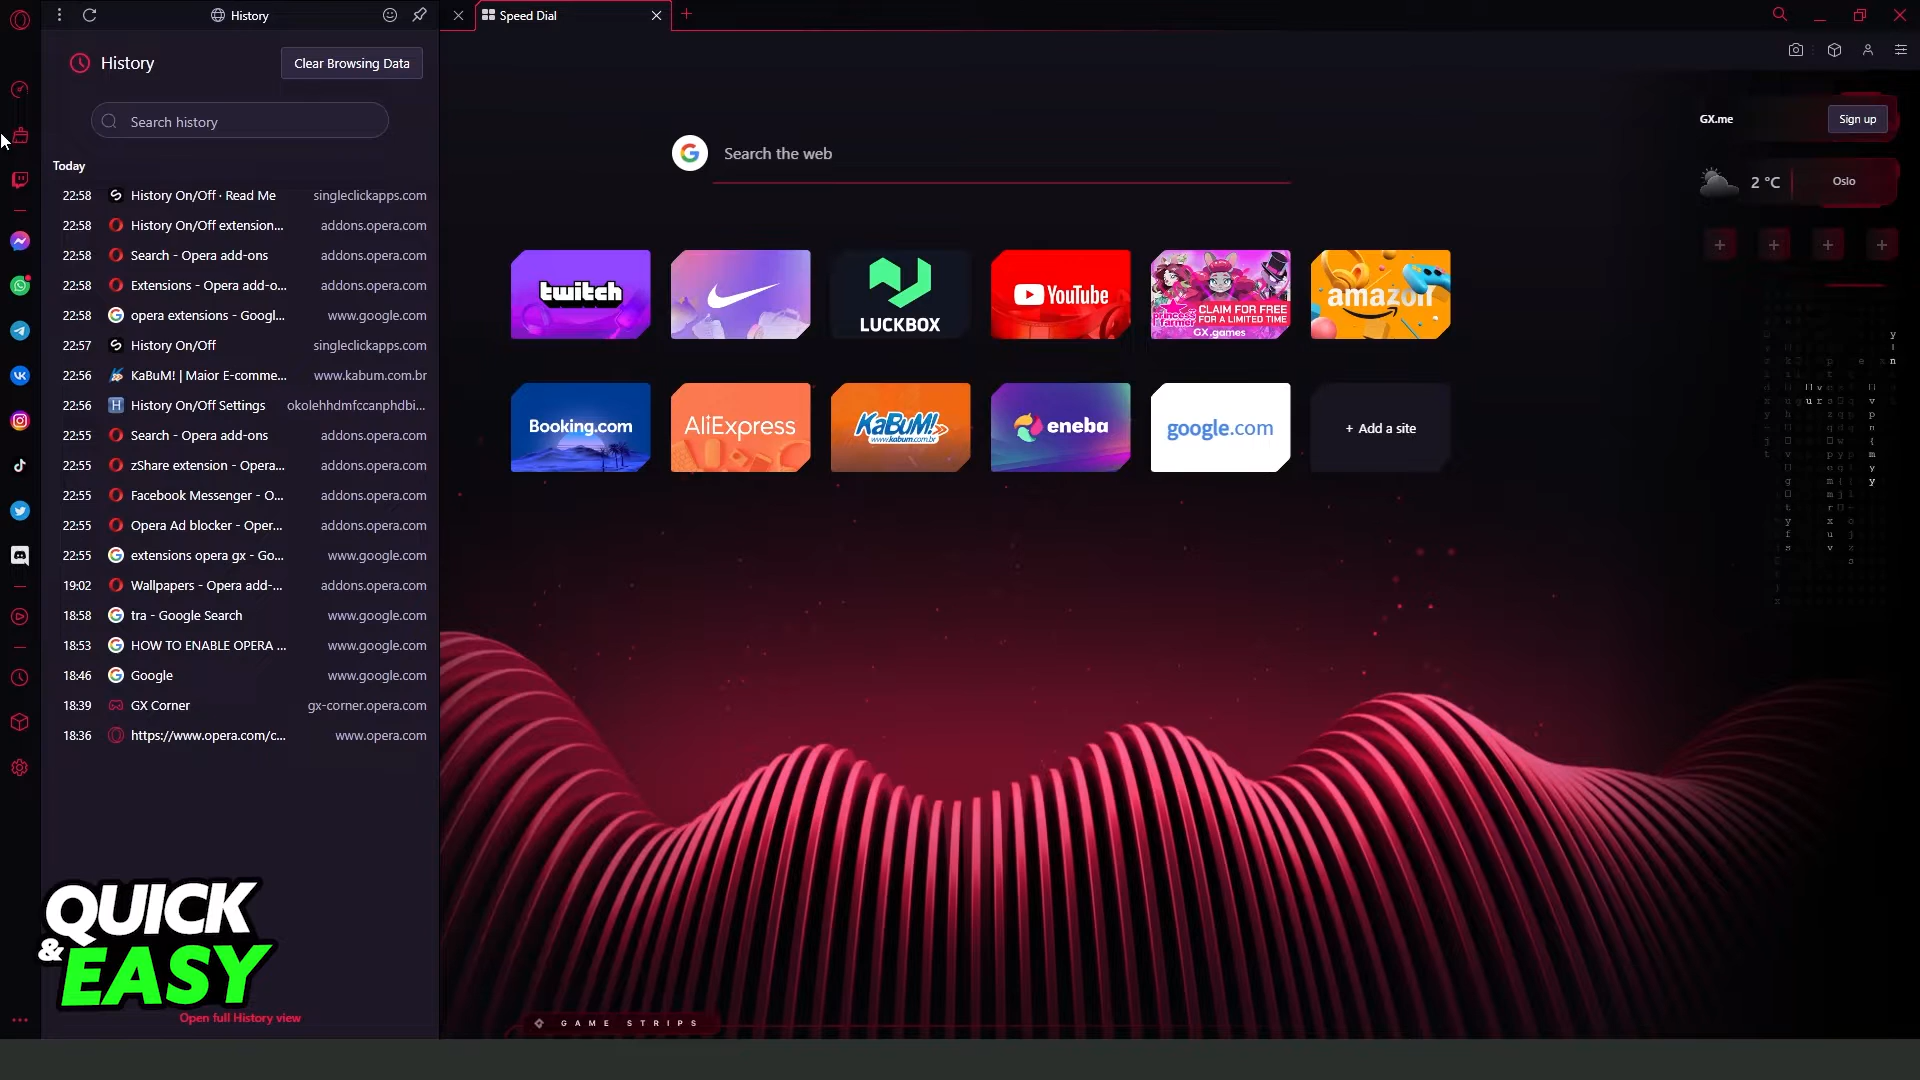 History
Speed Dial
History
Clear Browsing Data
Search history
Today
22:58 History On/Off · Read Me singleclickapps.com
22:58 History On/Off extension... addons.opera.com
22:58 Search - Opera add-ons addons.opera.com
22:58 Extensions - Opera add-o... addons.opera.com
22:58 opera extensions - Googl... www.google.com
22:57 History On/Off singleclickapps.com
22:56 KaBuM! | Maior E-comme... www.kabum.com.br
22:56 History On/Off Settings okolehhdmfccanphdbi...
22:55 Search - Opera add-ons addons.opera.com
22:55 zShare extension - Opera... addons.opera.com
22:55 Facebook Messenger - O... addons.opera.com
22:55 Opera Ad blocker - Oper... addons.opera.com
22:55 extensions opera gx - Go... www.google.com
19:02 Wallpapers - Opera add-... addons.opera.com
18:58 tra - Google Search www.google.com
18:53 HOW TO ENABLE OPERA ... www.google.com
18:46 Google www.google.com
18:39 GX Corner gx-corner.opera.com
18:36 https://www.opera.com/c... www.opera.com
QUICK
& EASY
Open full History view
Search the web
twitch
LUCKBOX
YouTube
princess farmer
CLAIM FOR FREE
FOR A LIMITED TIME
GX.games
amazon
Booking.com
AliExpress
KaBuM!
www.kabum.com.br
eneba
google.com
+ Add a site
GX.me
Sign up
2 °C
Oslo
GAME STRIPS